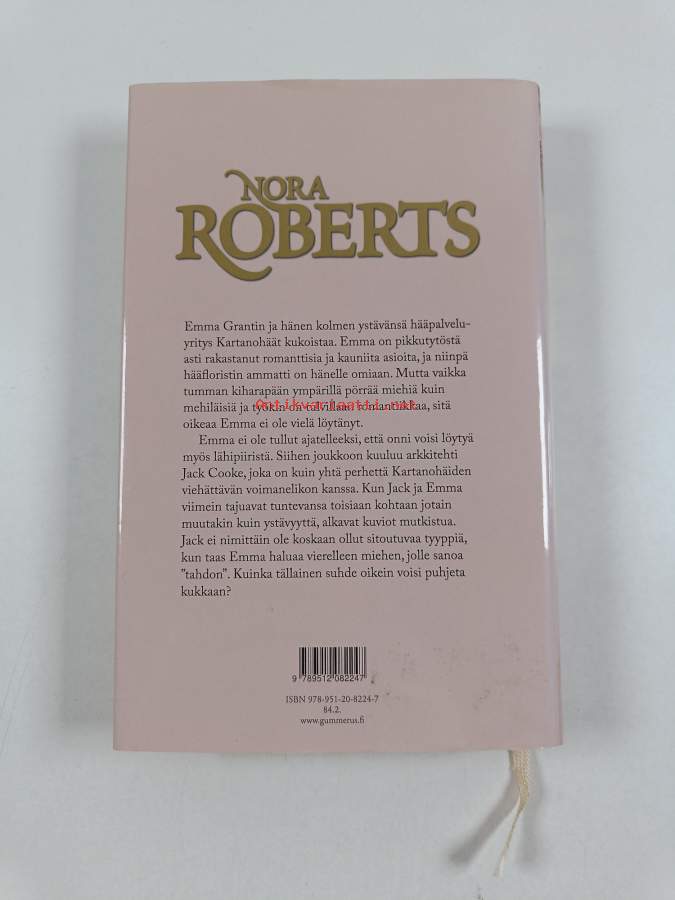 NORA
ROBERTS
Emma Grantin ja hänen kolmen ystävänsä hääpalvelu-
yritys Kartanohäät kukoistaa. Emma on pikkutytöstä
asti rakastanut romanttisia ja kauniita asioita, ja niinpä
hääfloristin ammatti on hänelle omiaan. Mutta vaikka
tumman kiharapään ympärillä pörrää miehiä kuin
mehiläisiä ja työkin on romantiikkaa, sitä
Antikvariaatti.net
oikeaa Emma ei ole vielä löytänyt.
Emma ei ole tullut ajatelleeksi, että onni voisi löytyä
myös lähipiiristä. Siihen joukkoon kuuluu arkkitehti
Jack Cooke, joka on kuin yhtä perhettä Kartanohäiden
viehättävän voimanelikon kanssa. Kun Jack ja Emma
viimein tajuavat tuntevansa toisiaan kohtaan jotain
muutakin kuin ystävyyttä, alkavat kuviot mutkistua.
Jack ei nimittäin ole koskaan ollut sitoutuvaa tyyppiä,
kun taas Emma haluaa vierelleen miehen, jolle sanoa
"tahdon". Kuinka tällainen suhde oikein voisi puhjeta
kukkaan?
9 789512 082247
ISBN 978-951-20-8224-7
84.2.
www.gummerus.fi